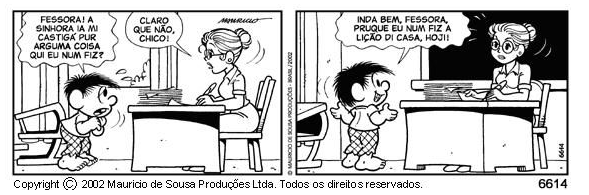 FESSORA! A
SINHORA IA MI
CASTIGÁ PUR
ARGUMA COISA
QUI EU NUM FIZ?
CLARO
QUE NÃO,
CHICO!
MAURICIO
© MAURICIO DE SOUSA PRODUÇÕES - BRASIL/2002
INDA BEM, FESSORA,
PRUQUE EU NUM FIZ A
LIÇÃO DI CASA, HOJI!
6614
Copyright © 2002 Mauricio de Sousa Produções Ltda. Todos os direitos reservados.
6614